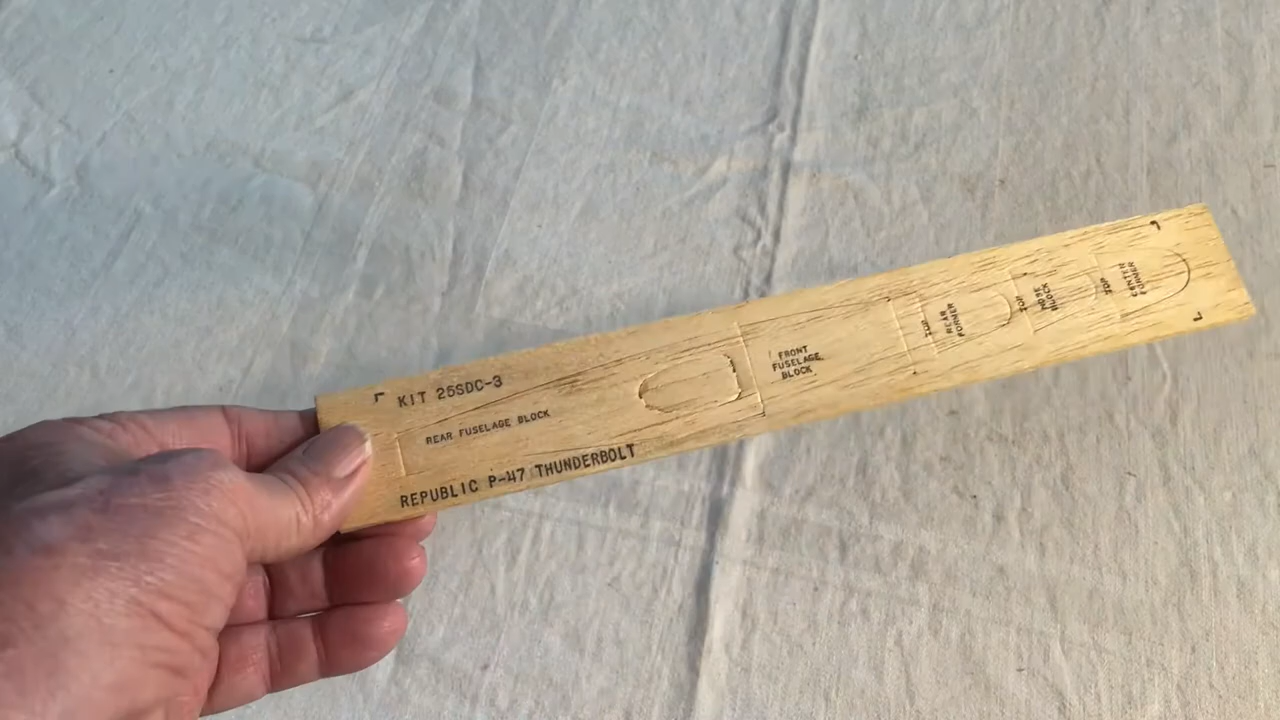 KIT 25SDC-3
REAR FUSELAGE BLOCK
REPUBLIC P-47 THUNDERBOLT
FRONT
FUSELAGE
BLOCK
TOP
REAR
FORMER
TOP
NOSE
BLOCK
TOP
CENTER
FORMER